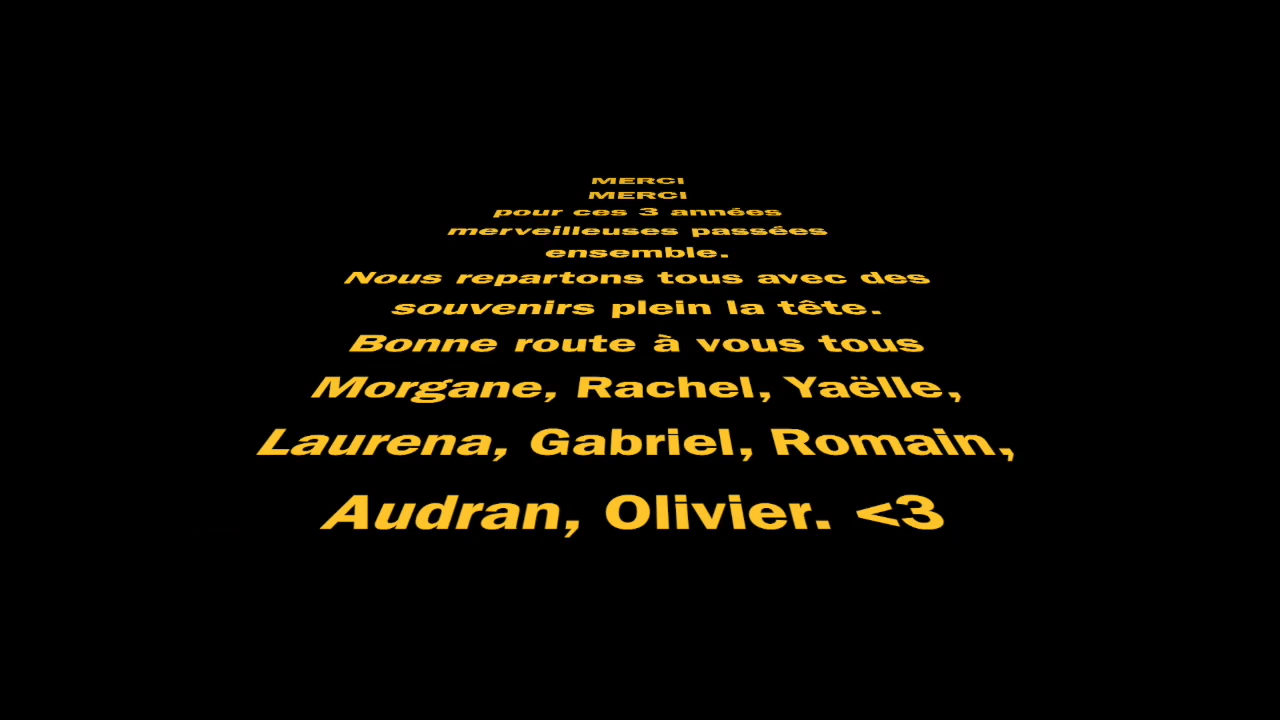 MERCI
MERCI
pour ces 3 années
merveilleuses passées
ensemble.
Nous repartons tous avec des
souvenirs plein la tête.
Bonne route à vous tous
Morgane, Rachel, Yaëlle,
Laurena, Gabriel, Romain,
Audran, Olivier. <3